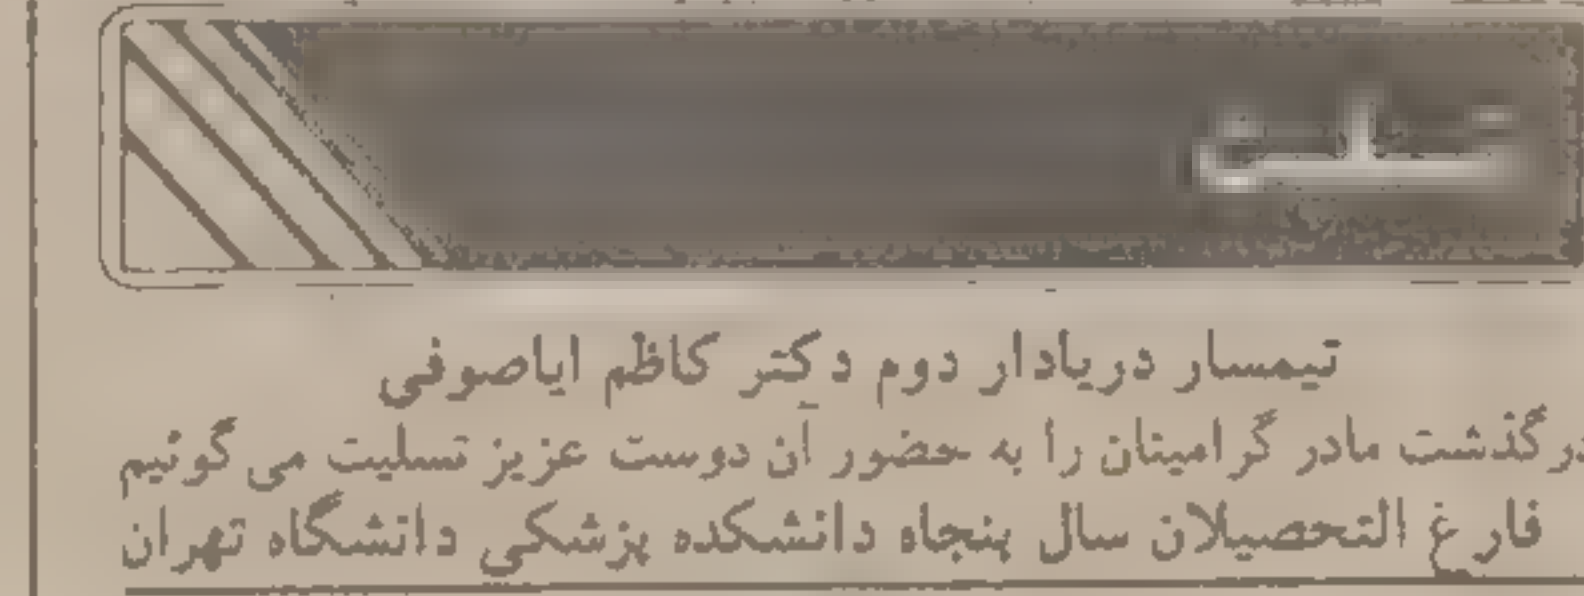 تسلیت
تیمسار دریادار دوم دکتر کاظم ایاصوفی
درگذشت مادر گرامیتان را به حضور آن دوست عزیز تسلیت می گوئیم
فارغ التحصیلان سال پنجاه دانشکده پزشکی دانشگاه تهران